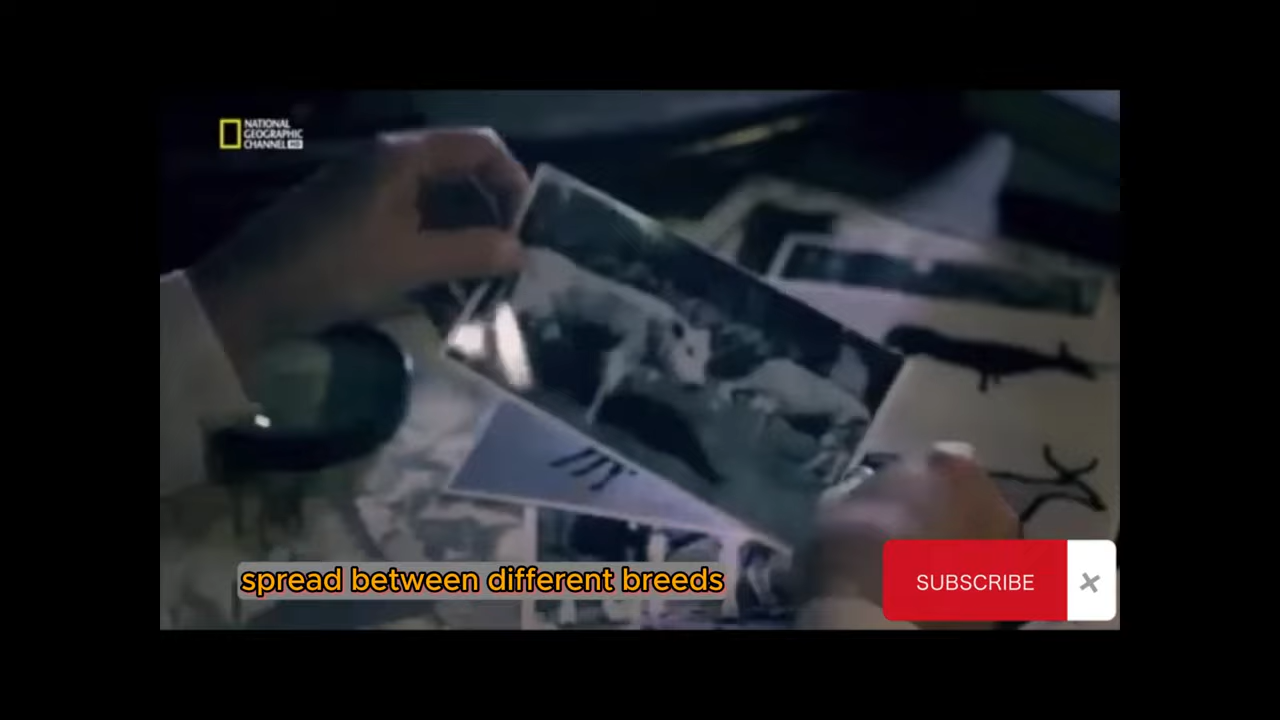 NATIONAL
GEOGRAPHIC
CHANNEL HD
spread between different breeds
SUBSCRIBE